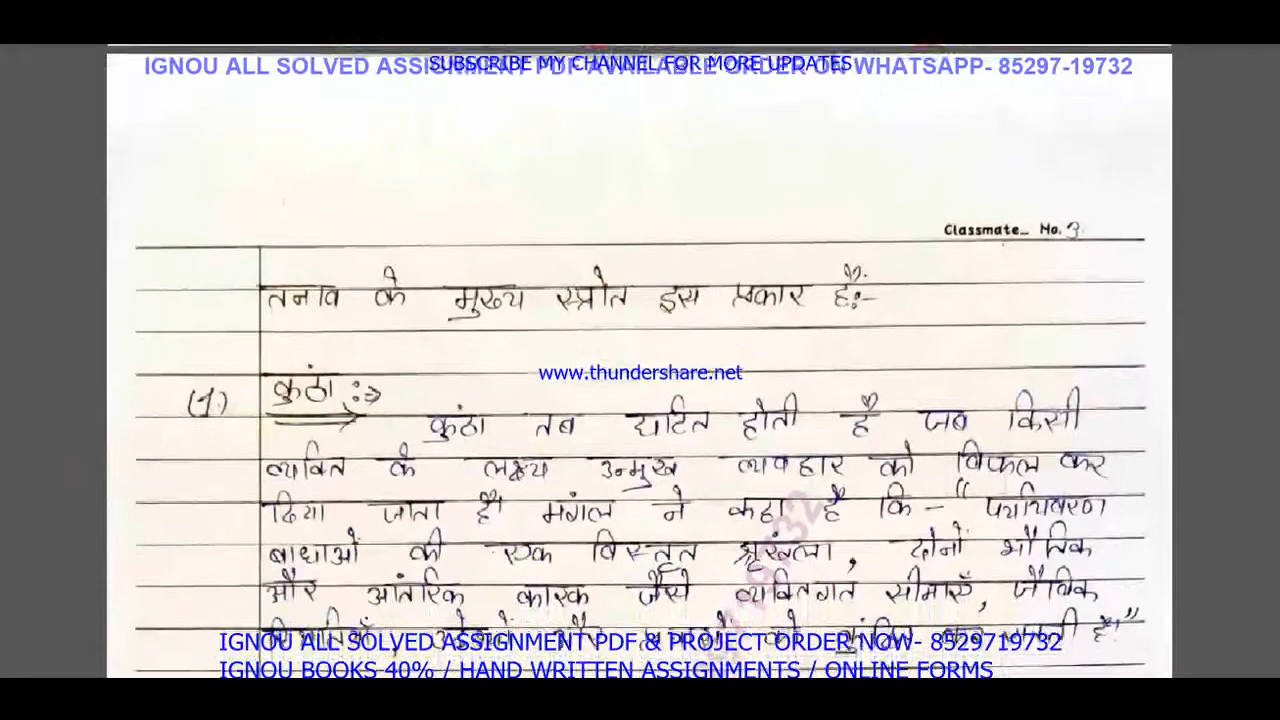 IGNOU ALL SOLVED ASSIGNMENT PDF AVAILABLE ORDER ON WHATSAPP- 85297-19732
SUBSCRIBE MY CHANNEL FOR MORE UPDATES
Classmate No. 3
तनाव के मुख्य स्त्रोत इस प्रकार हैं:-
www.thundershare.net
(1.) कुंठा :⇒
कुंठा तब घटित होती है जब किसी
व्यक्ति के लक्ष्य उन्मुख व्यवहार को विफल कर
दिया जाता है। मंगल ने कहा है कि - "पर्यावरण
बाधाओं की एक विस्तृत श्रृंखला, दोनों भौतिक
और आंतरिक कारक जैसे व्यक्तिगत सीमाएँ, जैविक
और को है।"
IGNOU ALL SOLVED ASSIGNMENT PDF & PROJECT ORDER NOW- 8529719732
IGNOU BOOKS 40% / HAND WRITTEN ASSIGNMENTS / ONLINE FORMS